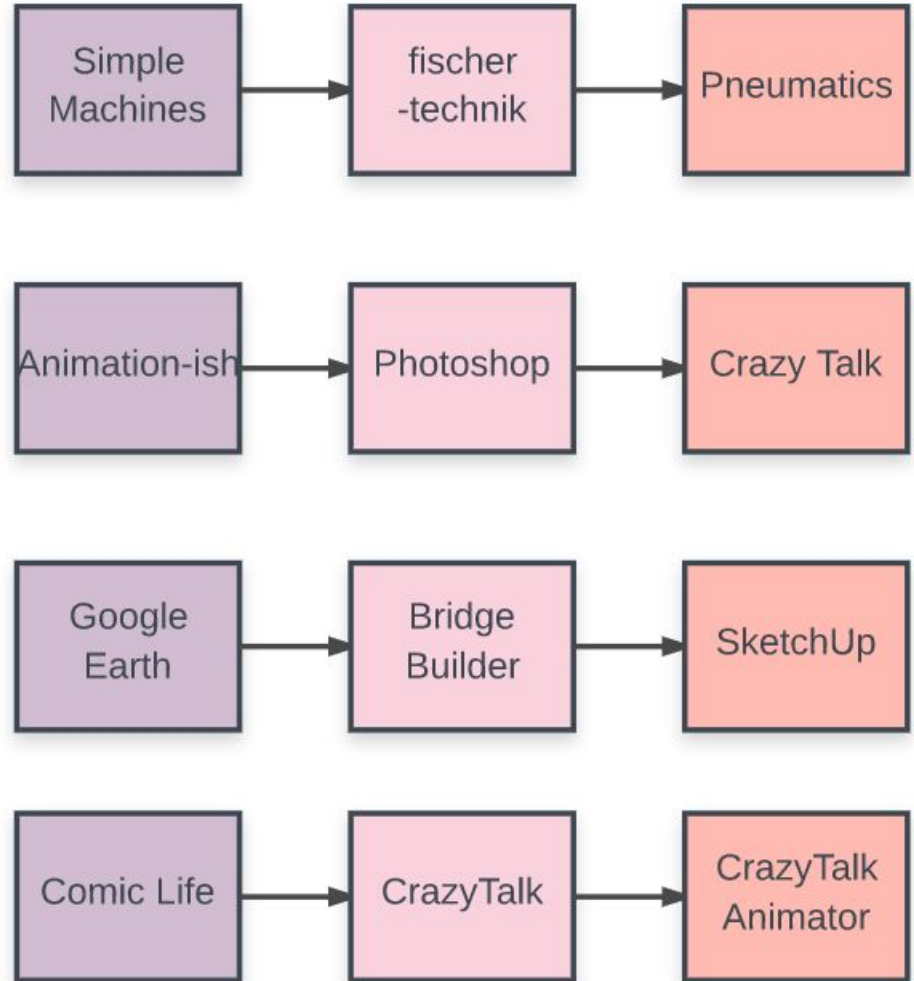 Simple
Machines
fischer
-technik
Pneumatics
Animation-ish
Photoshop
Crazy Talk
Google
Earth
Bridge
Builder
SketchUp
Comic Life
CrazyTalk
CrazyTalk
Animator